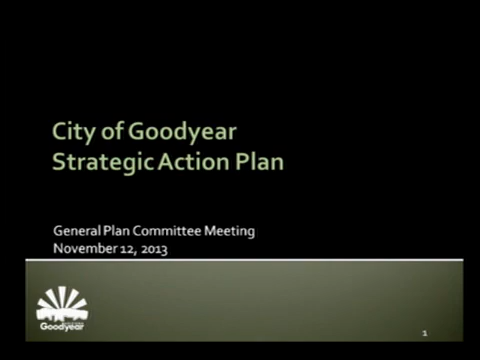 City of Goodyear
Strategic Action Plan
General Plan Committee Meeting
November 12, 2013
Goodyear
1